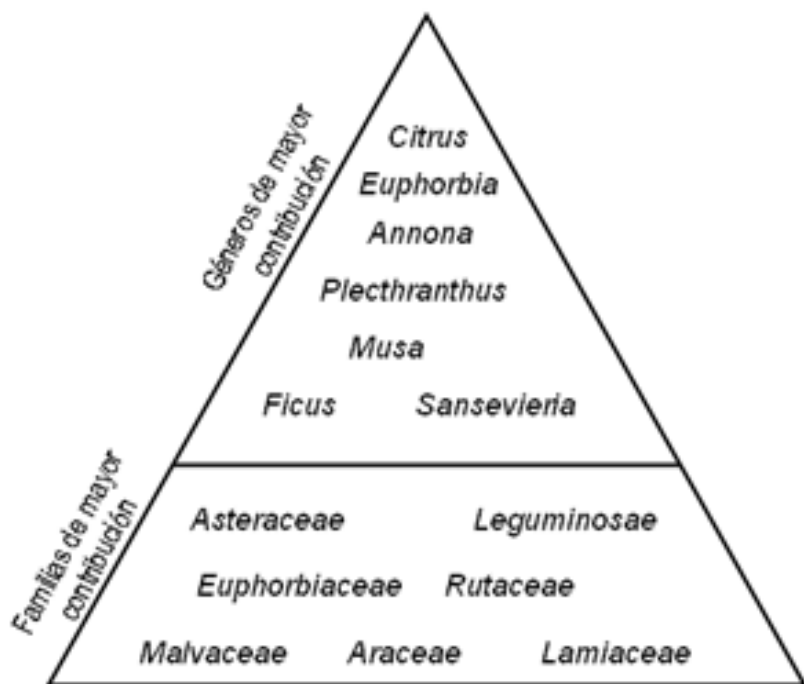 Géneros de mayor
contribución
Citrus
Euphorbia
Annona
Plecthranthus
Musa
Ficus Sansevieria
Familias de mayor
contribución
Asteraceae Leguminosae
Euphorbiaceae Rutaceae
Malvaceae Araceae Lamiaceae